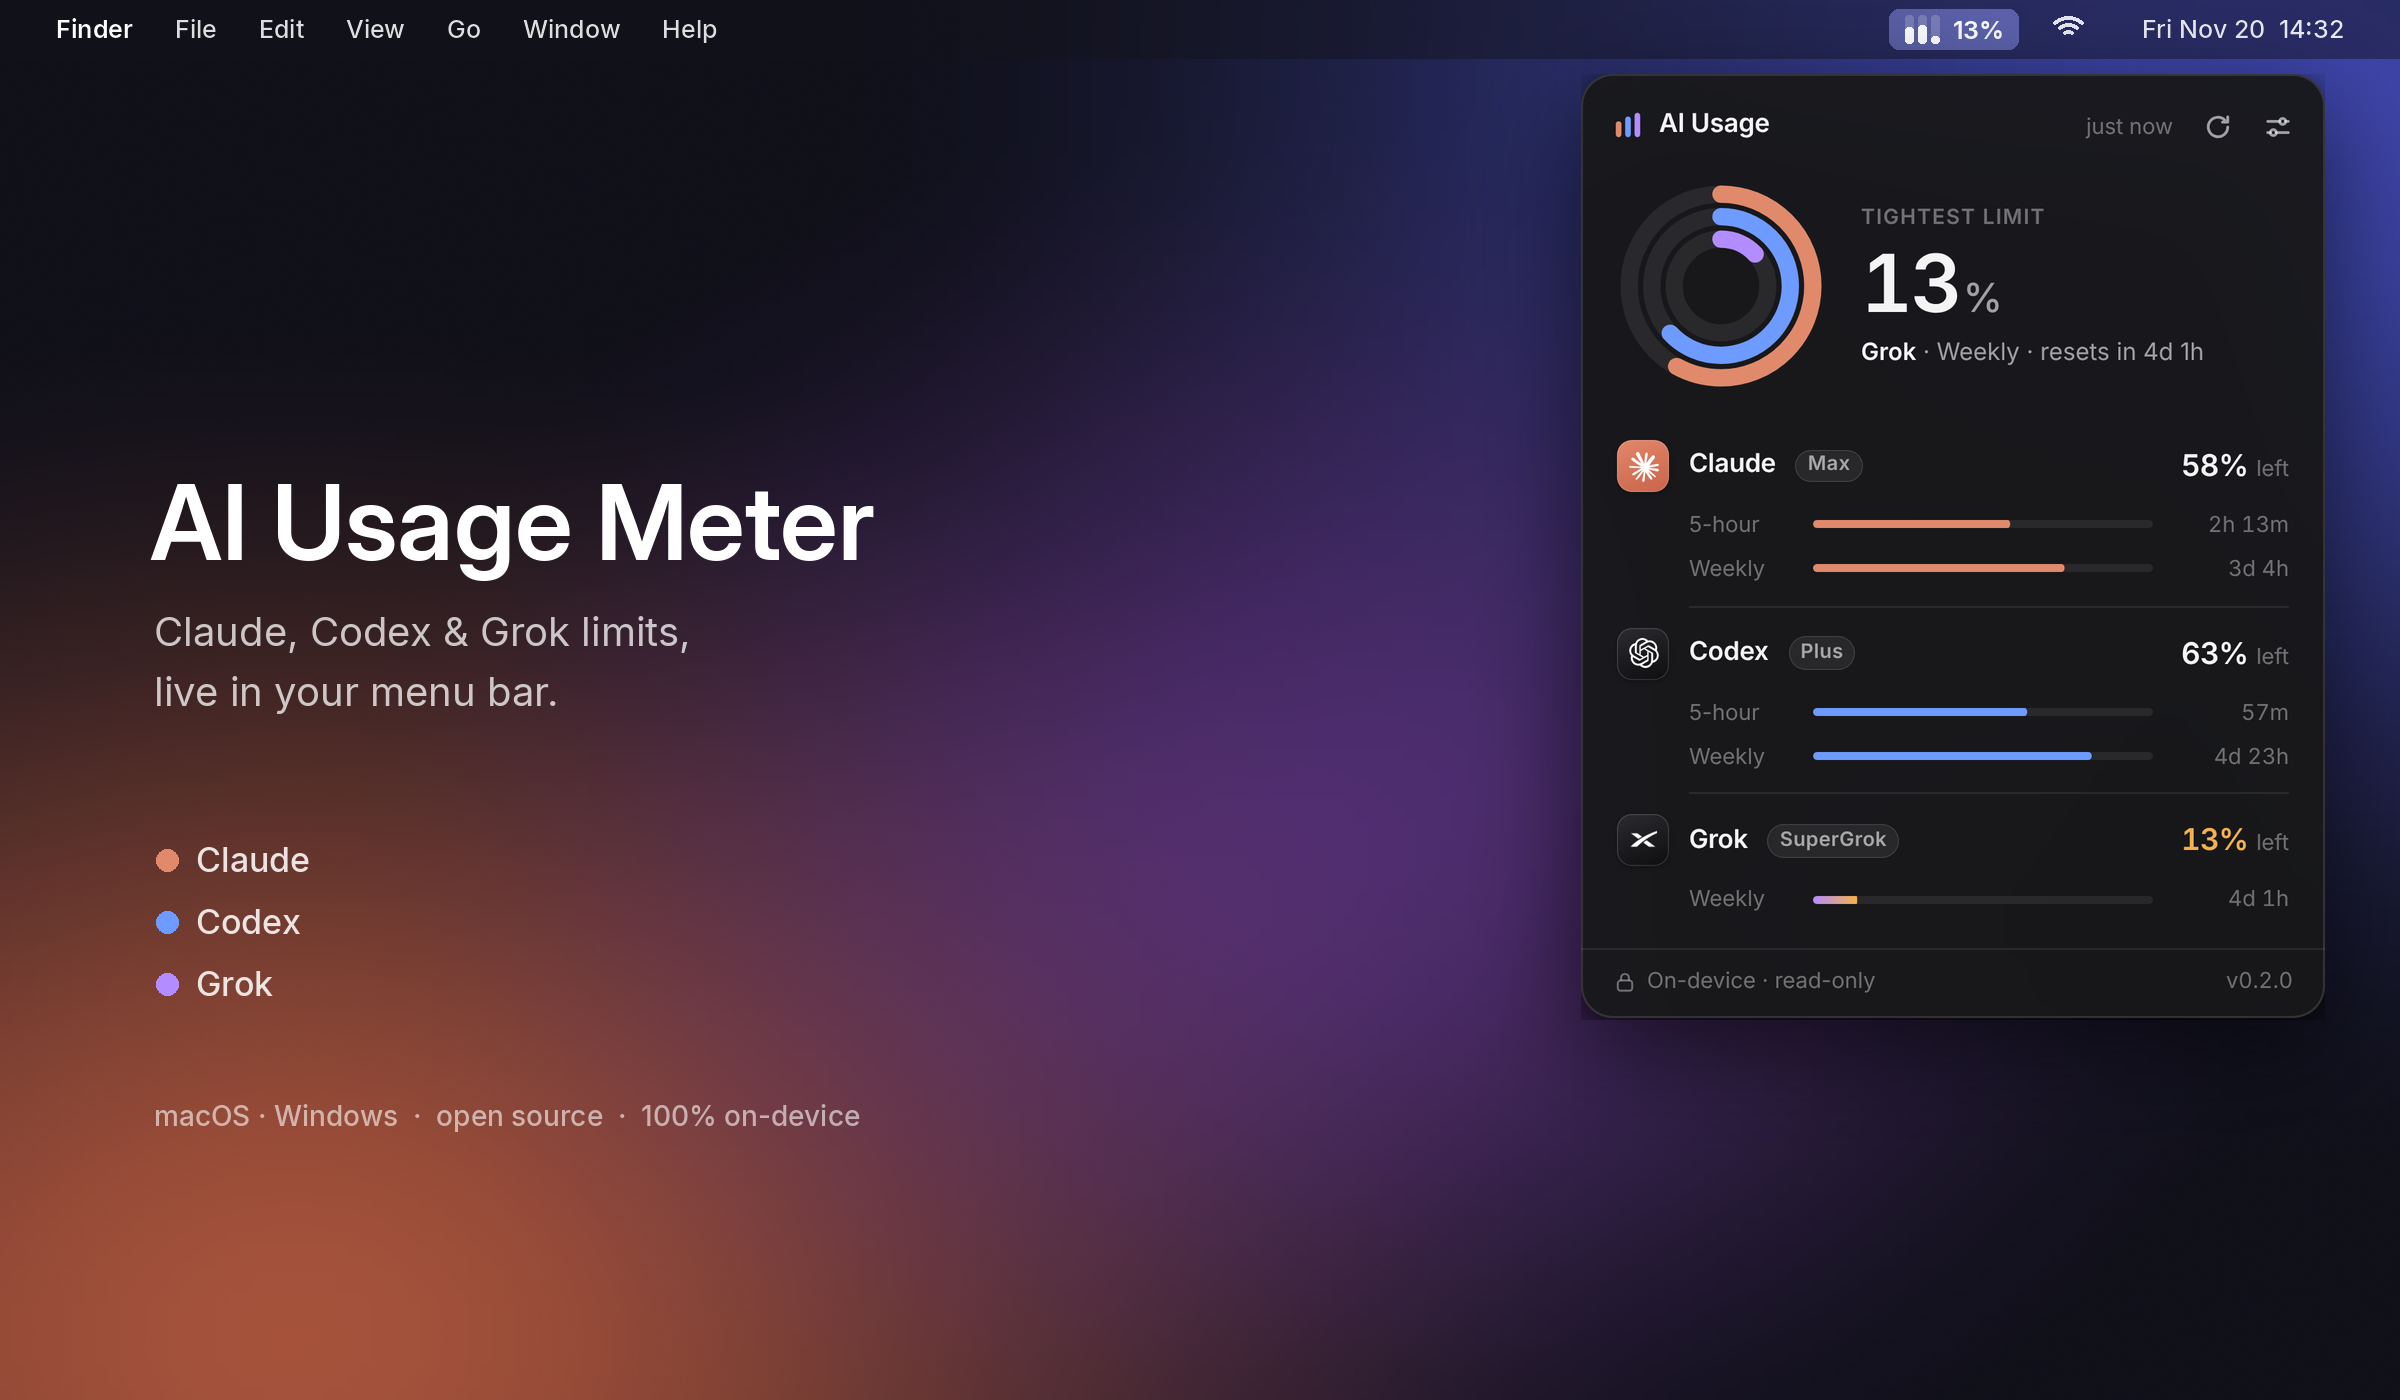 Finder File Edit View Go Window Help 13% Fri Nov 20 14:32
AI Usage just now
TIGHTEST LIMIT
13%
Grok · Weekly · resets in 4d 1h
Claude Max 58% left
5-hour 2h 13m
Weekly 3d 4h
Codex Plus 63% left
5-hour 57m
Weekly 4d 23h
Grok SuperGrok 13% left
Weekly 4d 1h
On-device · read-only v0.2.0
AI Usage Meter
Claude, Codex & Grok limits,
live in your menu bar.
Claude
Codex
Grok
macOS · Windows · open source · 100% on-device